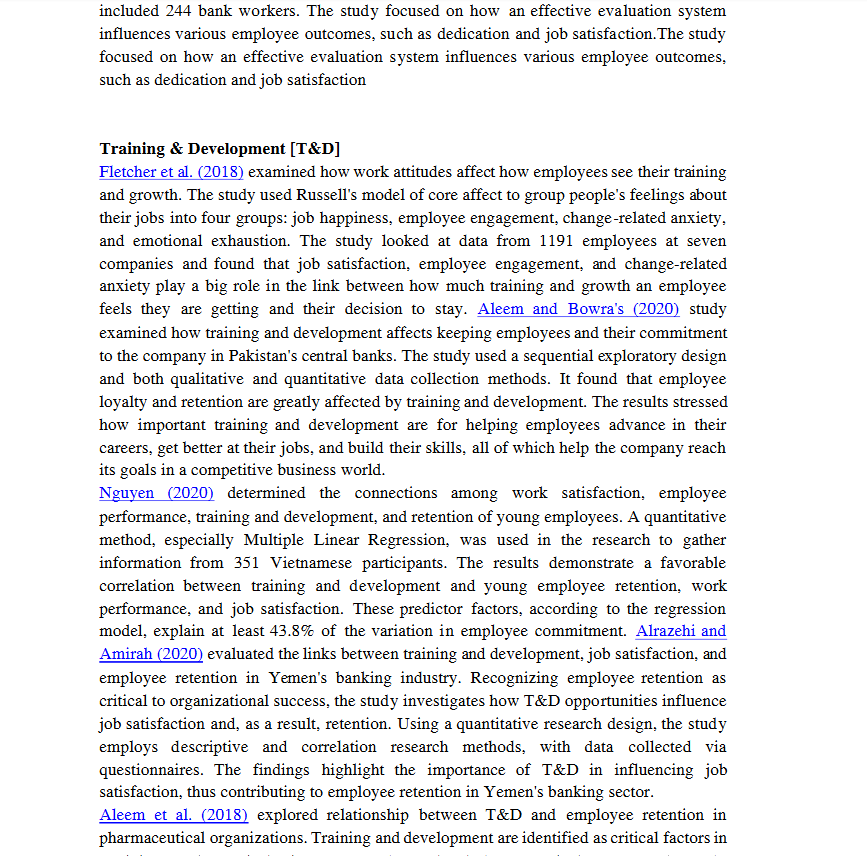 included 244 bank workers. The study focused on how an effective evaluation system
influences various employee outcomes, such as dedication and job satisfaction.The study
focused on how an effective evaluation system influences various employee outcomes,
such as dedication and job satisfaction
Training & Development [T&D]
Fletcher et al. (2018) examined how work attitudes affect how employees see their training
and growth. The study used Russell's model of core affect to group people's feelings about
their jobs into four groups: job happiness, employee engagement, change-related anxiety,
and emotional exhaustion. The study looked at data from 1191 employees at seven
companies and found that job satisfaction, employee engagement, and change-related
anxiety play a big role in the link between how much training and growth an employee
feels they are getting and their decision to stay. Aleem and Bowra's (2020) study
examined how training and development affects keeping employees and their commitment
to the company in Pakistan's central banks. The study used a sequential exploratory design
and both qualitative and quantitative data collection methods. It found that employee
loyalty and retention are greatly affected by training and development. The results stressed
how important training and development are for helping employees advance in their
careers, get better at their jobs, and build their skills, all of which help the company reach
its goals in a competitive business world.
Nguyen (2020) determined the connections among work satisfaction, employee
performance, training and development, and retention of young employees. A quantitative
method, especially Multiple Linear Regression, was used in the research to gather
information from 351 Vietnamese participants. The results demonstrate a favorable
correlation between training and development and young employee retention, work
performance, and job satisfaction. These predictor factors, according to the regression
model, explain at least 43.8% of the variation in employee commitment. Alrazehi and
Amirah (2020) evaluated the links between training and development, job satisfaction, and
employee retention in Yemen's banking industry. Recognizing employee retention as
critical to organizational success, the study investigates how T&D opportunities influence
job satisfaction and, as a result, retention. Using a quantitative research design, the study
employs descriptive and correlation research methods, with data collected via
questionnaires. The findings highlight the importance of T&D in influencing job
satisfaction, thus contributing to employee retention in Yemen's banking sector.
Aleem et al. (2018) explored relationship between T&D and employee retention in
pharmaceutical organizations. Training and development are identified as critical factors in